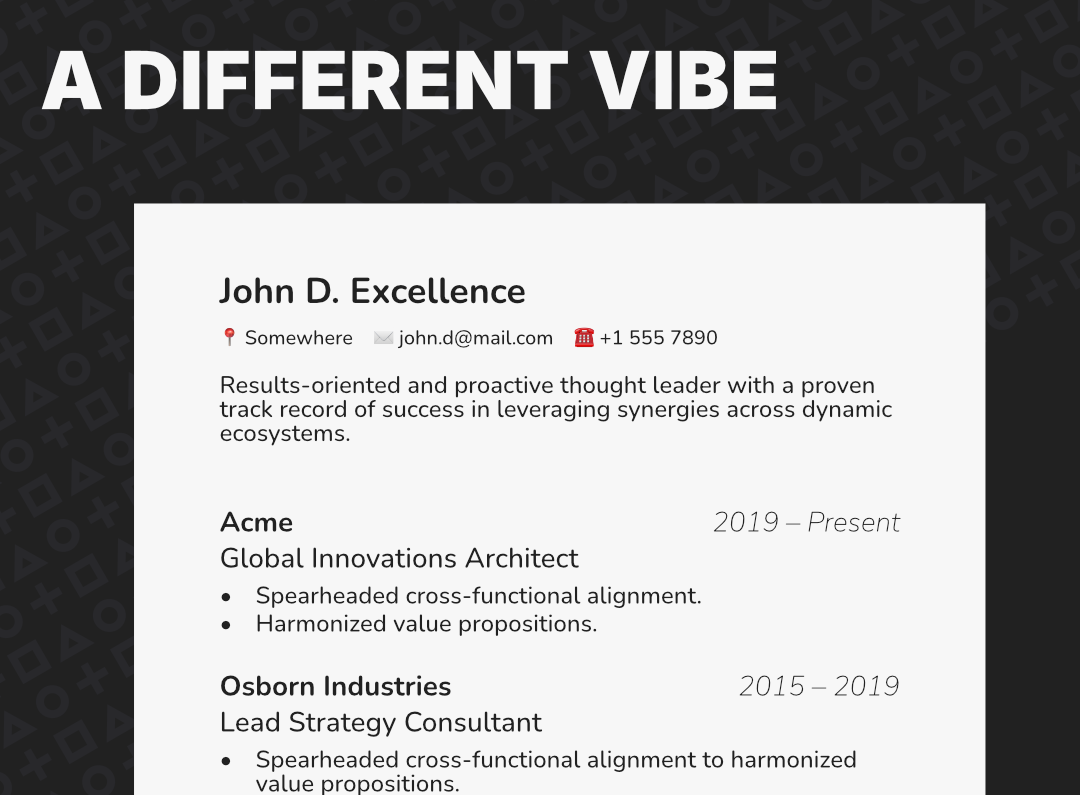 A DIFFERENT VIBE
John D. Excellence
📍 Somewhere ✉️ john.d@mail.com ☎️ +1 555 7890
Results-oriented and proactive thought leader with a proven
track record of success in leveraging synergies across dynamic
ecosystems.
Acme 2019 – Present
Global Innovations Architect
• Spearheaded cross-functional alignment.
• Harmonized value propositions.
Osborn Industries 2015 – 2019
Lead Strategy Consultant
• Spearheaded cross-functional alignment to harmonized
value propositions.